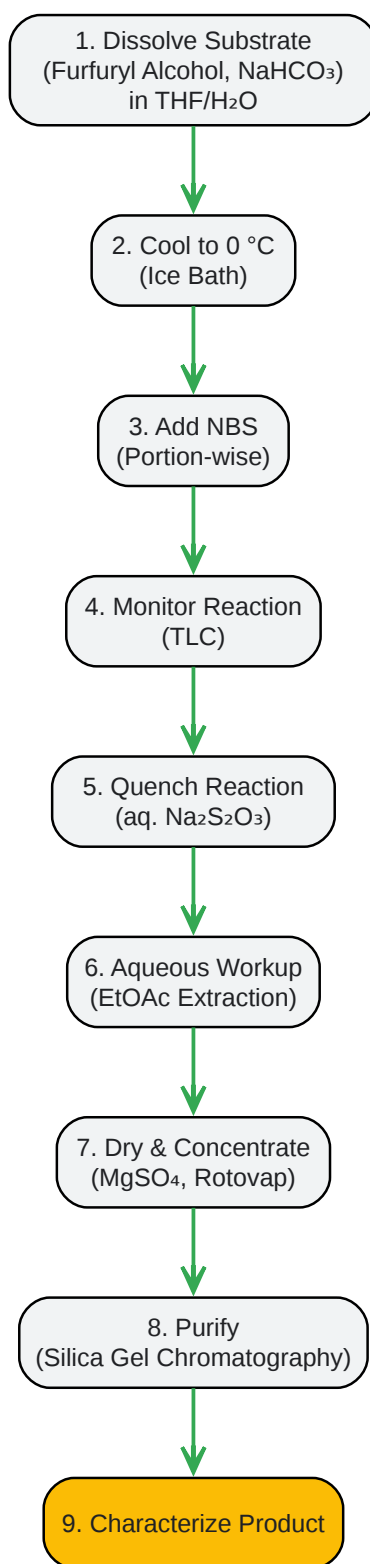 1. Dissolve Substrate
(Furfuryl Alcohol, NaHCO₃)
in THF/H₂O
2. Cool to 0 °C
(Ice Bath)
3. Add NBS
(Portion-wise)
4. Monitor Reaction
(TLC)
5. Quench Reaction
(aq. Na₂S₂O₃)
6. Aqueous Workup
(EtOAc Extraction)
7. Dry & Concentrate
(MgSO₄, Rotovap)
8. Purify
(Silica Gel Chromatography)
9. Characterize Product